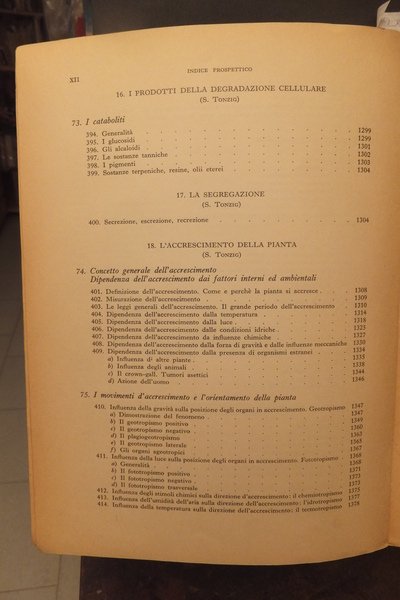 XII
INDICE PROSPETTICO
16. I PRODOTTI DELLA DEGRADAZIONE CELLULARE
(S. TONZIG)
73. I cataboliti
394. Generalità . . . . . . . . 1299
395. I glucosidi . . . . . . . . 1299
396. Gli alcaloidi . . . . . . . . 1301
397. Le sostanze tanniche . . . . . . . . 1302
398. I pigmenti . . . . . . . . 1303
399. Sostanze terpeniche, resine, olii eterei . . . . . . . . 1304
17. LA SEGREGAZIONE
(S. TONZIG)
400. Secrezione, escrezione, recrezione . . . . . . . . 1304
18. L'ACCRESCIMENTO DELLA PIANTA
(S. TONZIG)
74. Concetto generale dell'accrescimento
Dipendenza dell'accrescimento dai fattori interni ed ambientali
401. Definizione dell'accrescimento. Come e perchè la pianta si accresce . 1308
402. Misurazione dell'accrescimento . . . . . . . . 1309
403. Le leggi generali dell'accrescimento. Il grande periodo dell'accrescimento . 1310
404. Dipendenza dell'accrescimento dalla temperatura . . . . 1314
405. Dipendenza dell'accrescimento dalla luce . . . . 1318
406. Dipendenza dell'accrescimento dalle condizioni idriche . . . . 1325
407. Dipendenza dell'accrescimento da influenze chimiche . . . . 1327
408. Dipendenza dell'accrescimento dalla forza di gravità e dalle influenze meccaniche 1330
409. Dipendenza dell'accrescimento dalla presenza di organismi estranei . 1334
a) Influenza di altre piante . . . . . . 1335
b) Influenza degli animali . . . . . . 1338
c) Il crown-gall. Tumori asettici . . . . . . 1344
d) Azione dell'uomo . . . . . . 1346
75. I movimenti d'accrescimento e l'orientamento della pianta
410. Influenza della gravità sulla posizione degli organi in accrescimento. Geotropismo 1347
a) Dimostrazione del fenomeno . . . . . . 1347
b) Il geotropismo positivo . . . . . . 1349
c) Il geotropismo negativo . . . . . . 1360
d) Il plagiogeotropismo
e) Il geotropismo laterale
f) Gli organi ageotropici
411. Influenza della luce sulla posizione degli organi in accrescimento. Fototropismo 1368
a) Generalità
b) Il fototropismo positivo
c) Il fototropismo negativo
d) Il fototropismo trasversale
412. Influenza degli stimoli chimici sulla direzione d'accrescimento: il chemiotropismo 1375
413. Influenza dell'umidità dell'aria sulla direzione dell'accrescimento: l'idrotropismo 1376
414. Influenza della temperatura sulla direzione dell'accrescimento: il termotropismo 1378